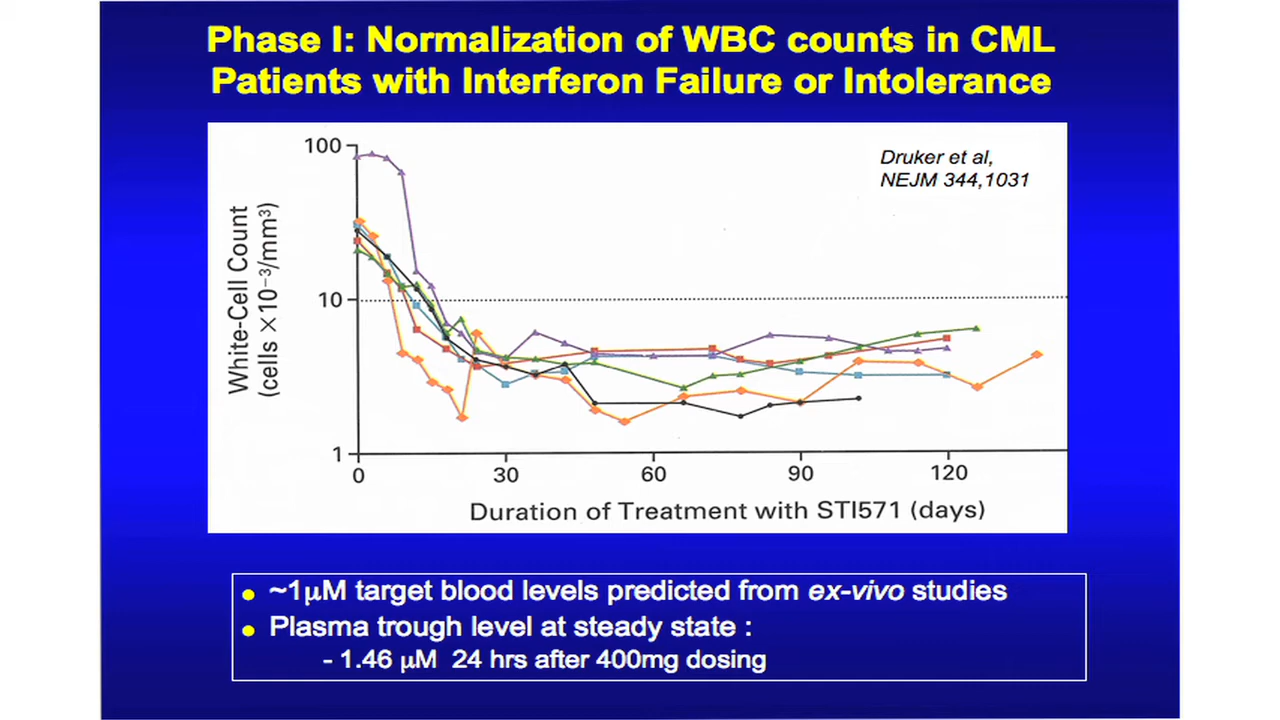 Phase I: Normalization of WBC counts in CML
Patients with Interferon Failure or Intolerance
Druker et al,
NEJM 344,1031
White-Cell Count
(cells ×10⁻³/mm³)
100
10
1
0 30 60 90 120
Duration of Treatment with STI571 (days)
● ~1μM target blood levels predicted from ex-vivo studies
● Plasma trough level at steady state :
- 1.46 μM 24 hrs after 400mg dosing